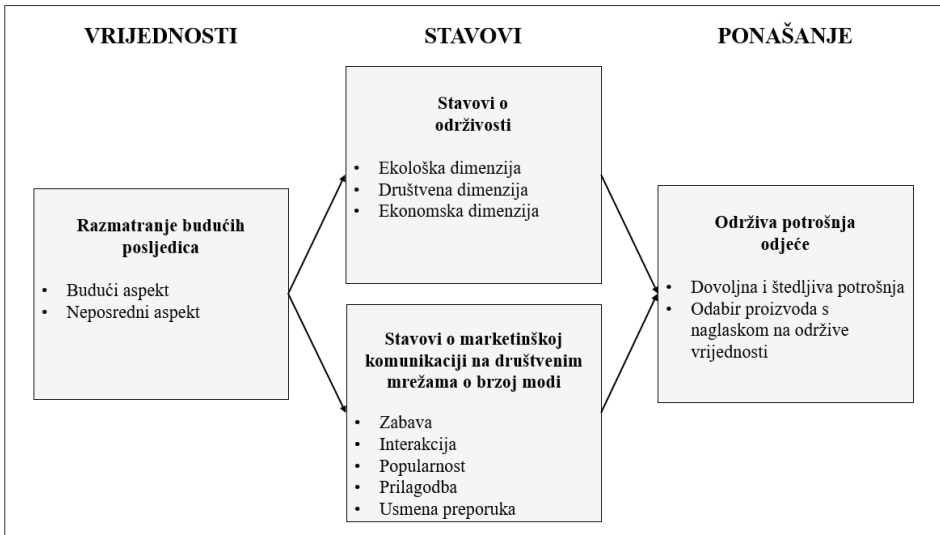 VRIJEDNOSTI
STAVOVI
PONAŠANJE
Razmatranje budućih
posljedica
• Budući aspekt
• Neposredni aspekt
Stavovi o
održivosti
• Ekološka dimenzija
• Društvena dimenzija
• Ekonomska dimenzija
Stavovi o marketinškoj
komunikaciji na društvenim
mrežama o brzoj modi
• Zabava
• Interakcija
• Popularnost
• Prilagodba
• Usmena preporuka
Održiva potrošnja
odjeće
• Dovoljna i štedljiva potrošnja
• Odabir proizvoda s
naglaskom na održive
vrijednosti